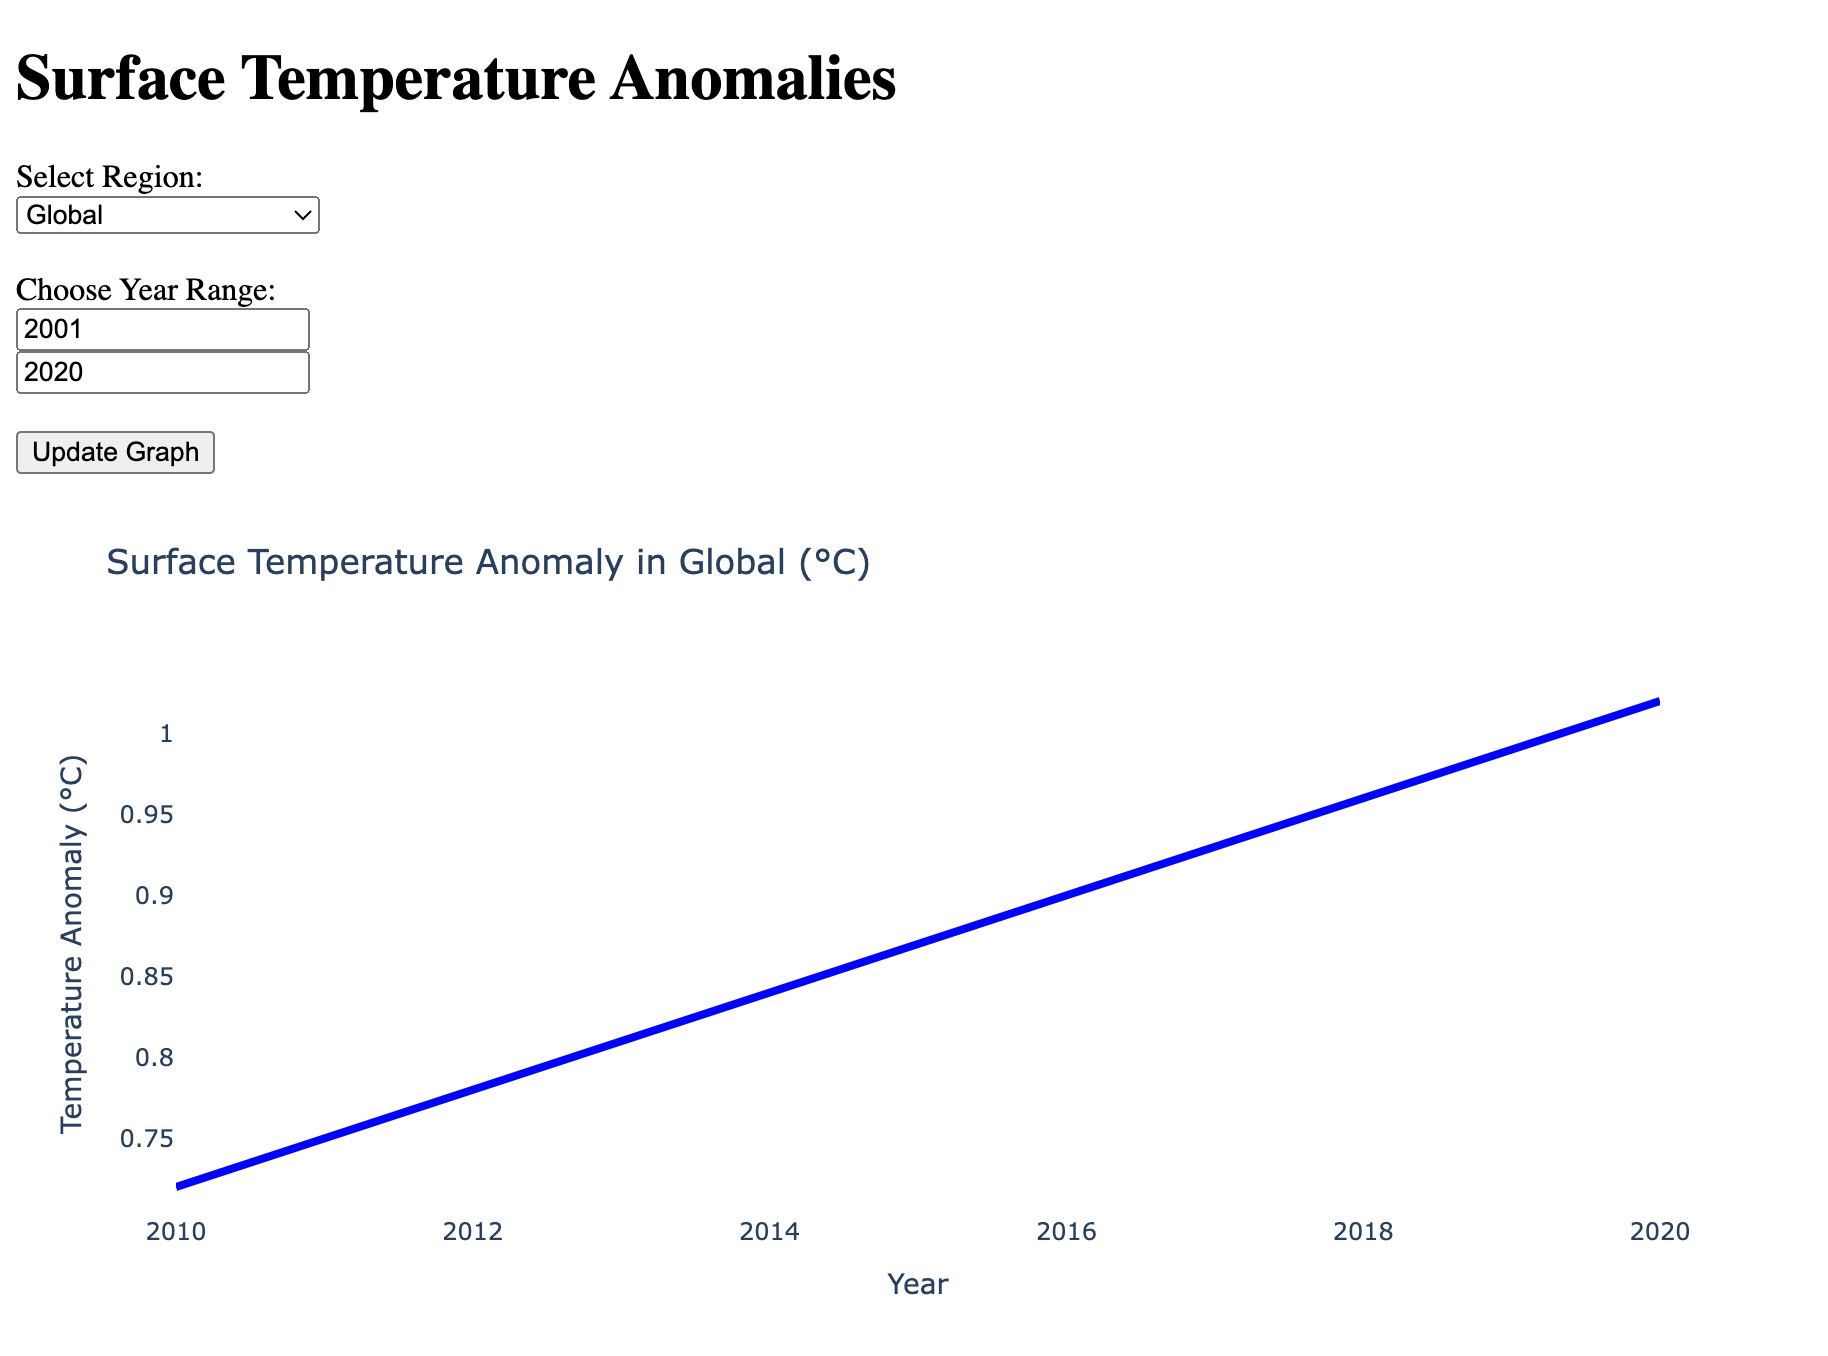 Surface Temperature Anomalies
Select Region:
Global
Choose Year Range:
2001
2020
Update Graph
Surface Temperature Anomaly in Global (°C)
Temperature Anomaly (°C)
1
0.95
0.9
0.85
0.8
0.75
2010 2012 2014 2016 2018 2020
Year